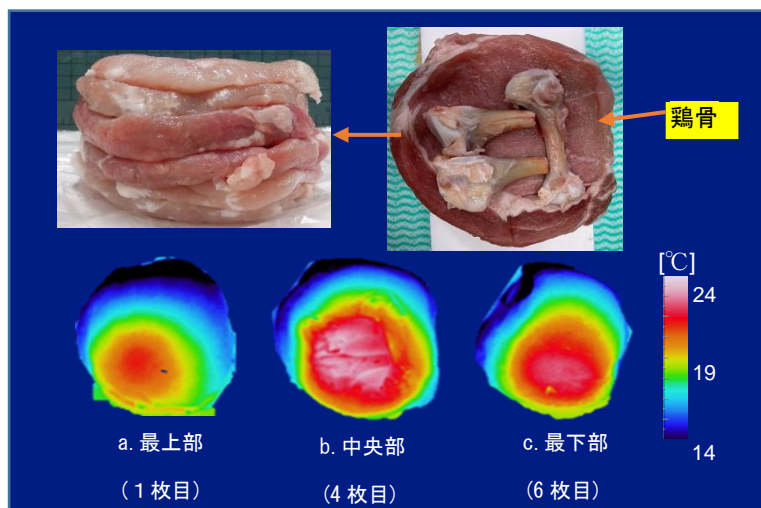 鶏骨
[℃]
24
19
14
a. 最上部
b. 中央部
c. 最下部
(1枚目)
(4枚目)
(6枚目)